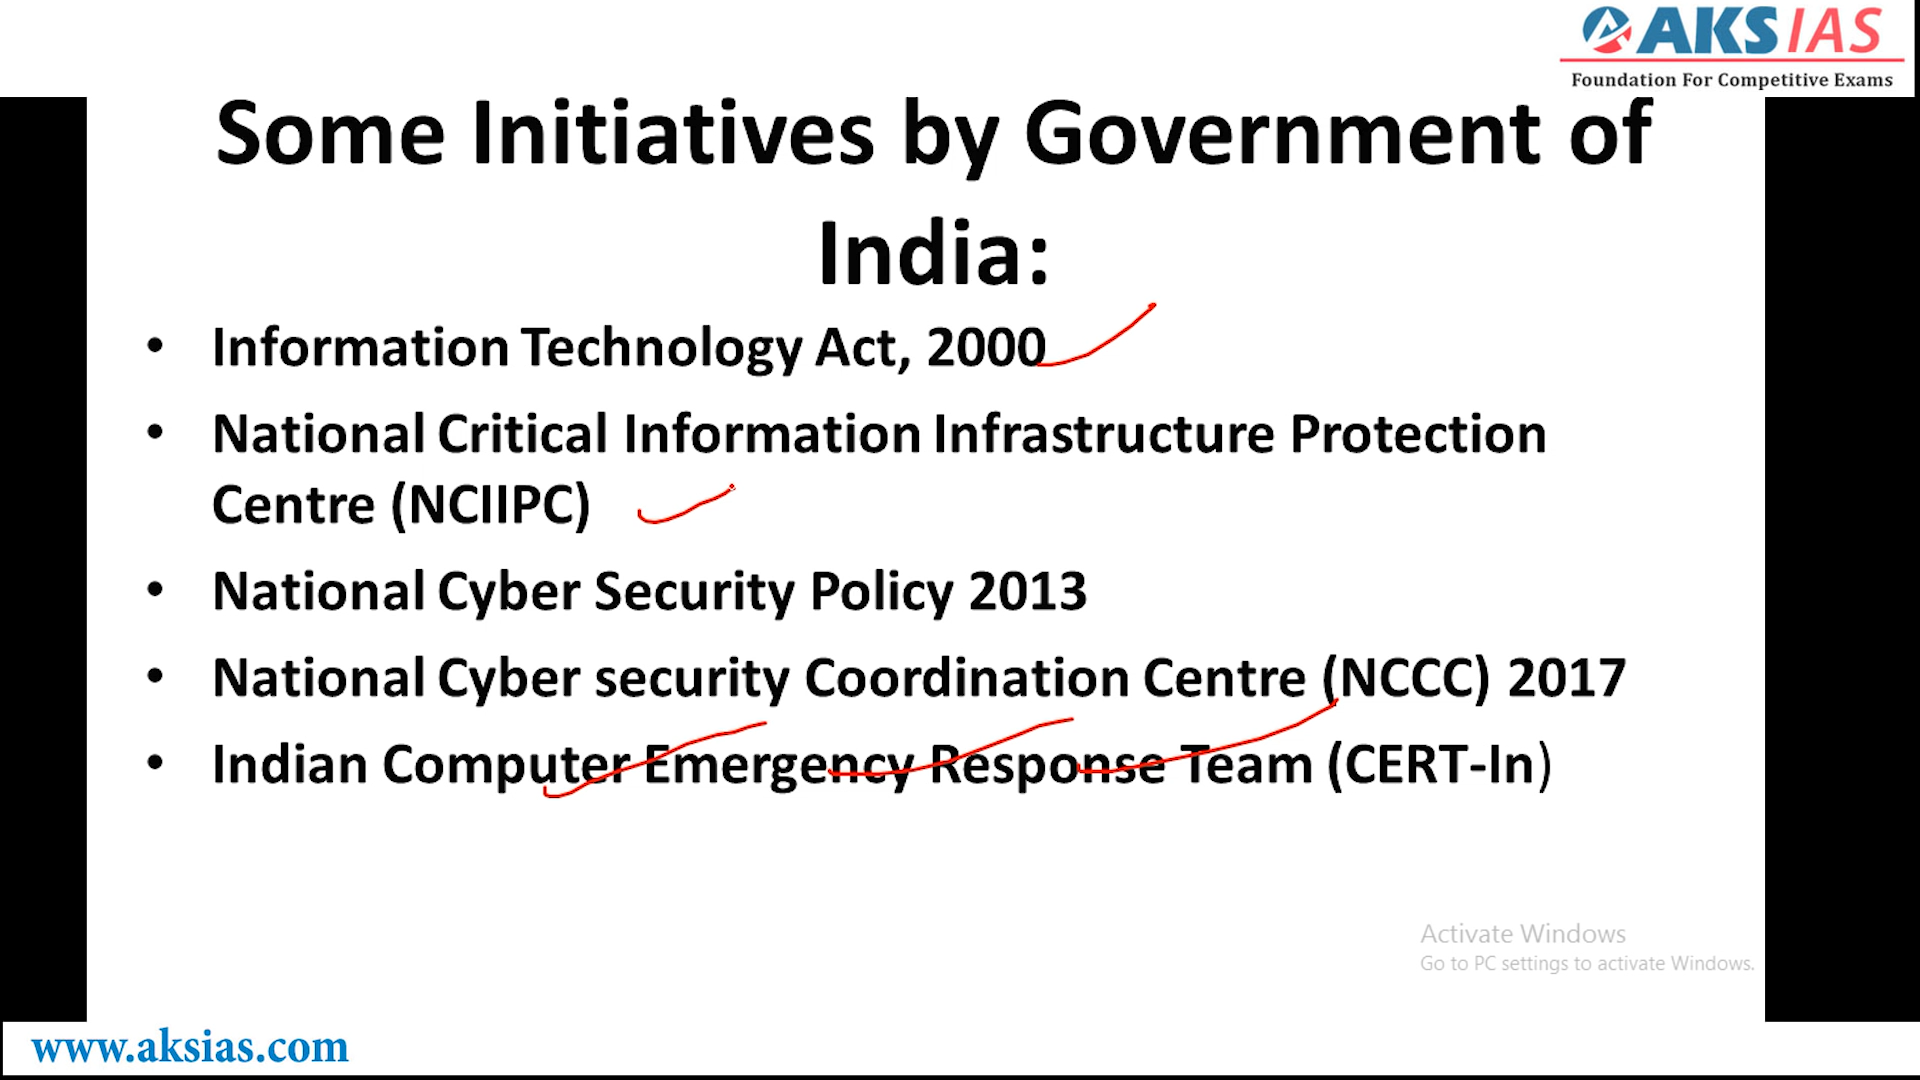 AKS IAS
Foundation For Competitive Exams
Some Initiatives by Government of
India:
• Information Technology Act, 2000
• National Critical Information Infrastructure Protection
Centre (NCIIPC)
• National Cyber Security Policy 2013
• National Cyber security Coordination Centre (NCCC) 2017
• Indian Computer Emergency Response Team (CERT-In)
Activate Windows
Go to PC settings to activate Windows.
www.aksias.com